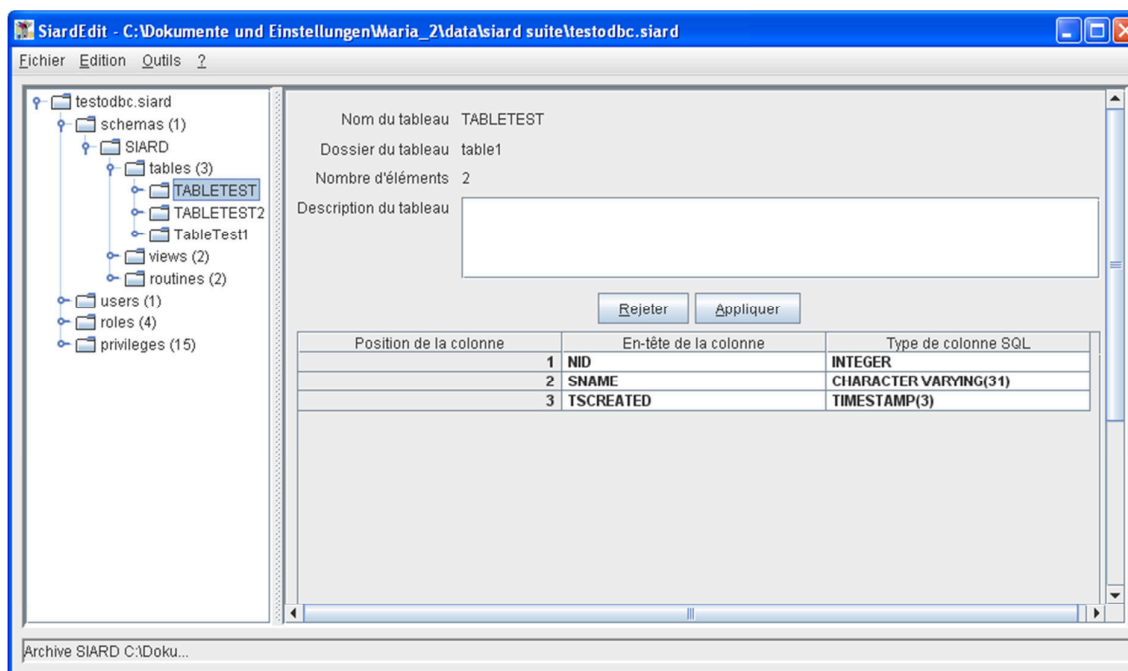 SiardEdit - C:\Dokumente und Einstellungen\Maria_2\data\siard suite\testodbc.siard
Fichier Edition Outils ?
testodbc.siard
schemas (1)
SIARD
tables (3)
TABLETEST
TABLETEST2
TableTest1
views (2)
routines (2)
users (1)
roles (4)
privileges (15)
Nom du tableau TABLETEST
Dossier du tableau table1
Nombre d'éléments 2
Description du tableau
Rejeter Appliquer
Position de la colonne En-tête de la colonne Type de colonne SQL
1 NID INTEGER
2 SNAME CHARACTER VARYING(31)
3 TSCREATED TIMESTAMP(3)
Archive SIARD C:\Doku...